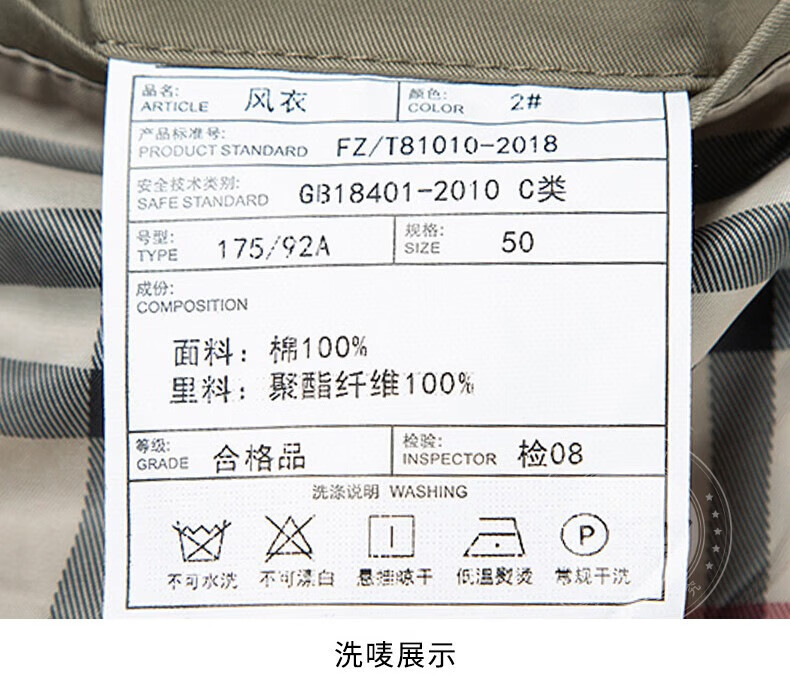 品名: 风衣 颜色: 2#
ARTICLE COLOR
产品标准号:
PRODUCT STANDARD FZ/T81010-2018
安全技术类别:
SAFE STANDARD GB18401-2010 C类
号型: 规格:
TYPE 175/92A SIZE 50
成份:
COMPOSITION
面料: 棉100%
里料: 聚酯纤维100%
等级: 检验:
GRADE 合格品 INSPECTOR 检08
洗涤说明 WASHING
P
不可水洗 不可漂白 悬挂晾干 低温熨烫 常规干洗
洗唛展示